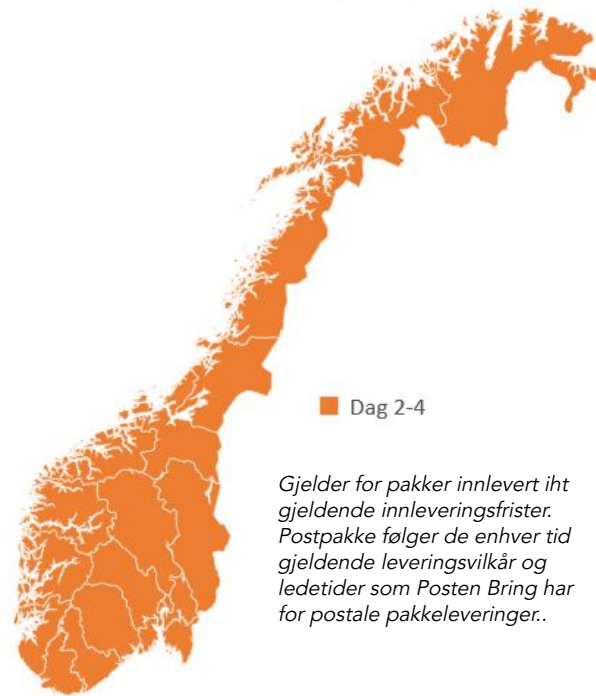 Dag 2-4
Gjelder for pakker innlevert iht
gjeldende innleveringsfrister.
Postpakke følger de enhver tid
gjeldende leveringsvilkår og
ledetider som Posten Bring har
for postale pakkeleveringer..